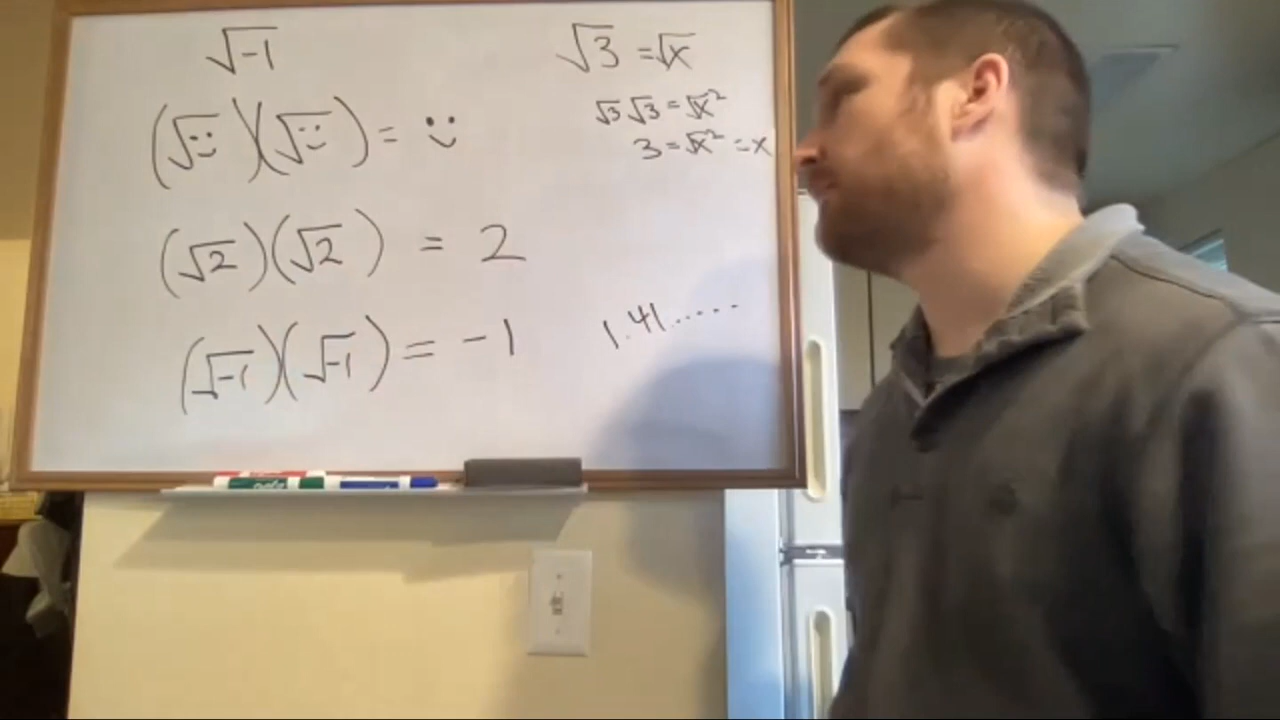 √-1
(√ü)(√ü) = ü
(√2)(√2) = 2
(√-1)(√-1) = -1
√3 = √x
√3 √3 = √x²
3 = √x² = x
1.41......